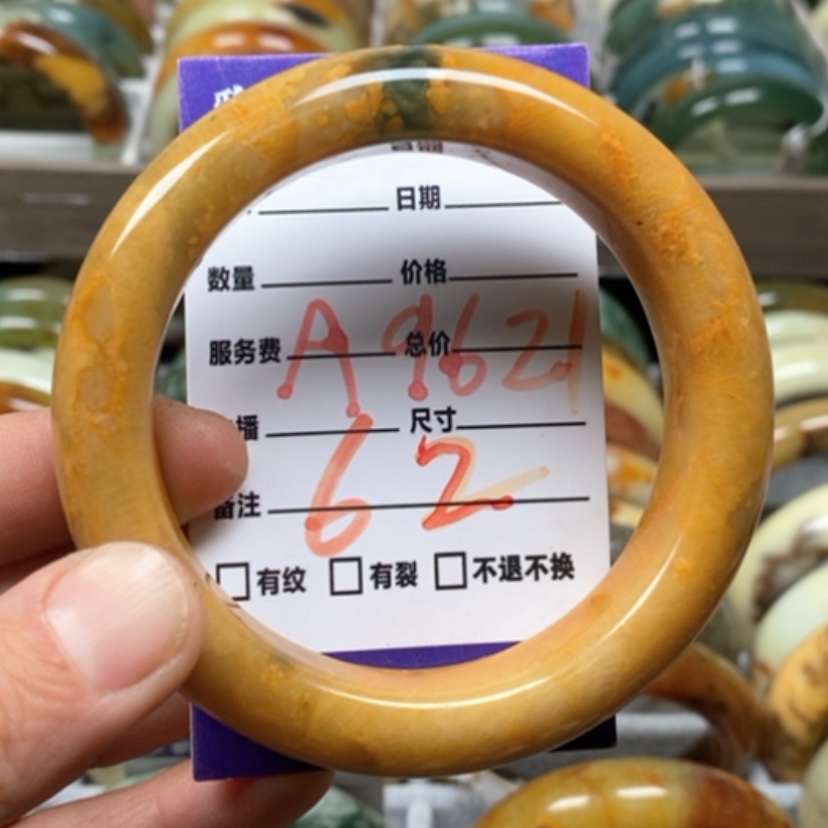 日期
数量 价格
服务费 总价
A9621
播 尺寸
62
备注
有纹 有裂 不退不换